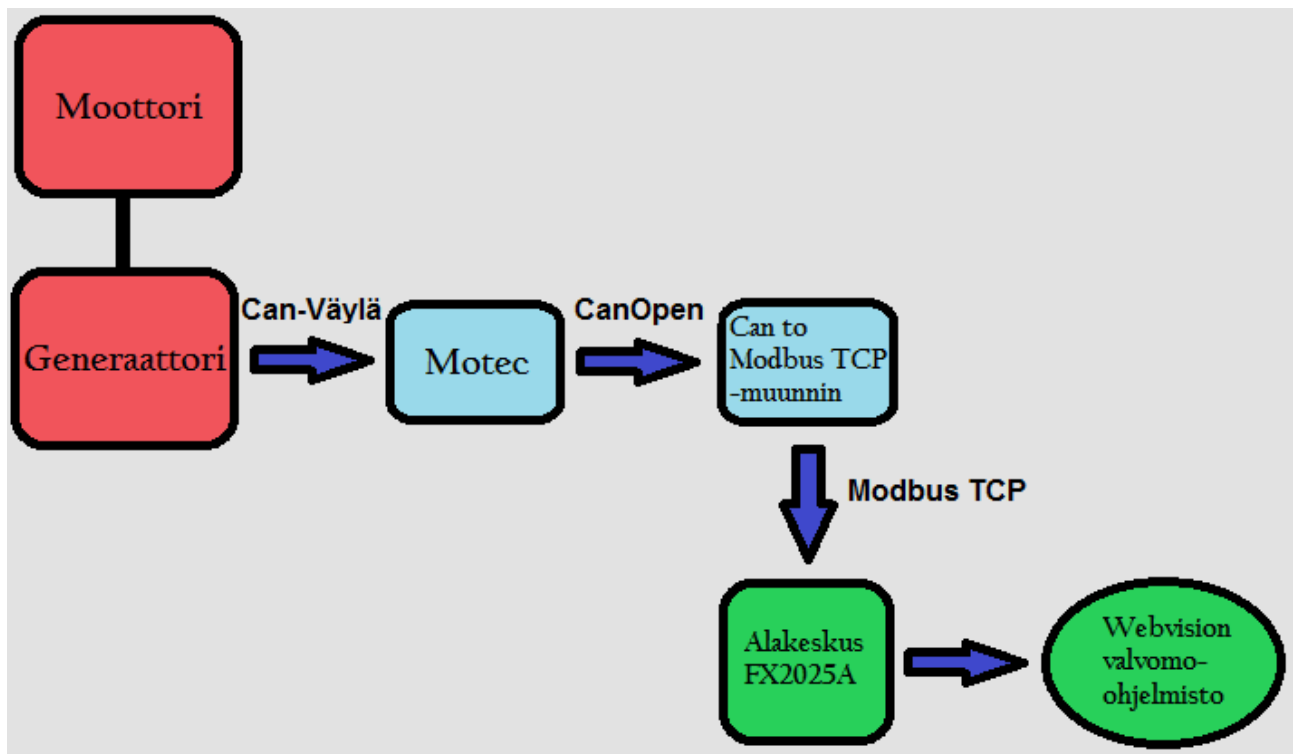 Moottori
Generaattori
Can-Väylä
Motec
CanOpen
Can to
Modbus TCP
-muunnin
Modbus TCP
Alakeskus
FX2025A
Webvision
valvomo-
ohjelmisto